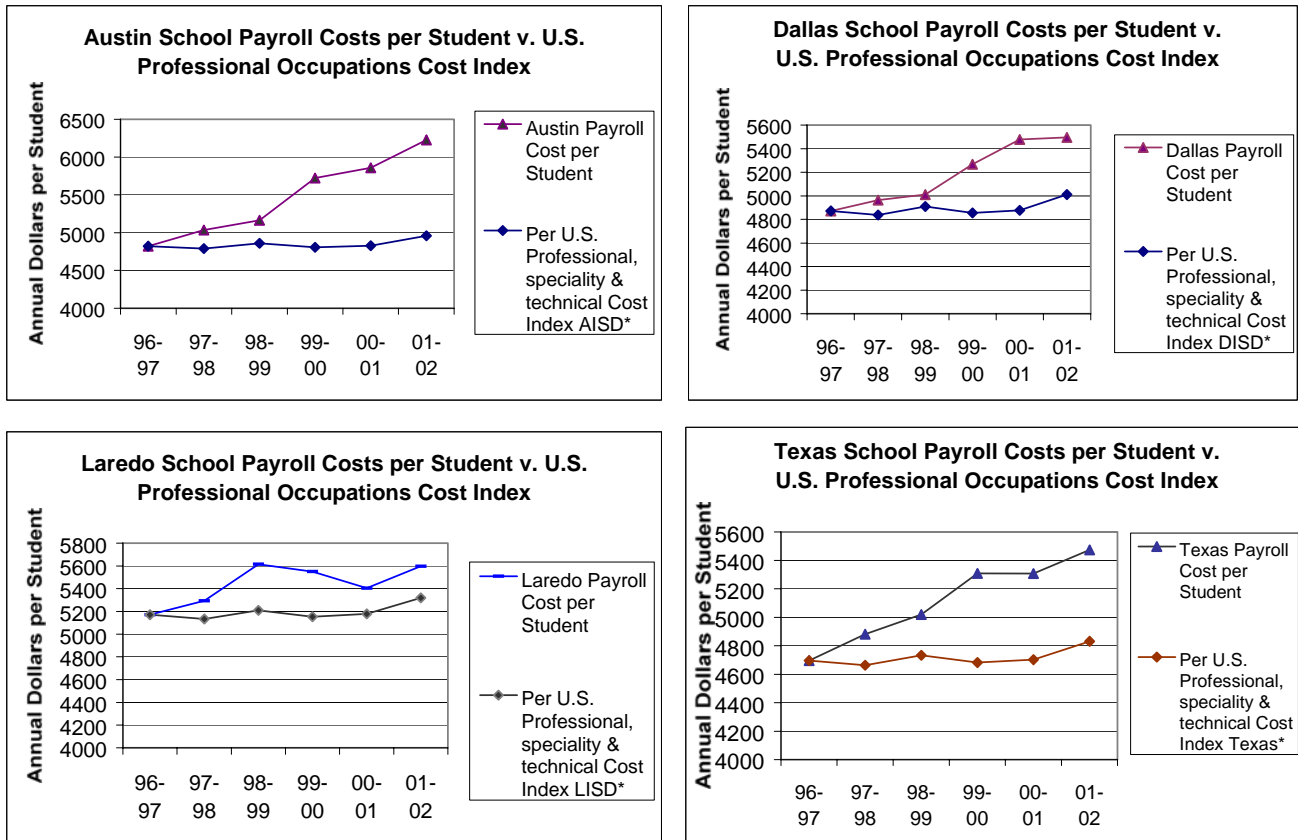 Austin School Payroll Costs per Student v. U.S.
Professional Occupations Cost Index
Annual Dollars per Student
6500
6000
5500
5000
4500
4000
96-
97
97-
98
98-
99
99-
00
00-
01
01-
02
Austin Payroll
Cost per
Student
Per U.S.
Professional,
speciality &
technical Cost
Index AISD*
Dallas School Payroll Costs per Student v.
U.S. Professional Occupations Cost Index
Annual Dollars per Student
5600
5400
5200
5000
4800
4600
4400
4200
4000
96-
97
97-
98
98-
99
99-
00
00-
01
01-
02
Dallas Payroll
Cost per
Student
Per U.S.
Professional,
speciality &
technical Cost
Index DISD*
Laredo School Payroll Costs per Student v. U.S.
Professional Occupations Cost Index
Annual Dollars per Student
5800
5600
5400
5200
5000
4800
4600
4400
4200
4000
96-
97
97-
98
98-
99
99-
00
00-
01
01-
02
Laredo Payroll
Cost per
Student
Per U.S.
Professional,
speciality &
technical Cost
Index LISD*
Texas School Payroll Costs per Student v.
U.S. Professional Occupations Cost Index
Annual Dollars per Student
5600
5400
5200
5000
4800
4600
4400
4200
4000
96-
97
97-
98
98-
99
99-
00
00-
01
01-
02
Texas Payroll
Cost per
Student
Per U.S.
Professional,
speciality &
technical Cost
Index Texas*